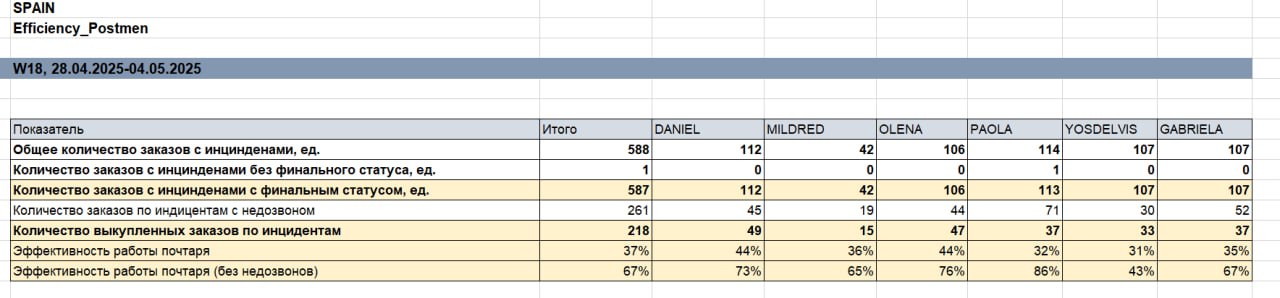 SPAIN
Efficiency_Postmen
W18, 28.04.2025-04.05.2025
Показатель Итого DANIEL MILDRED OLENA PAOLA YOSDELVIS GABRIELA
Общее количество заказов с инцинденами, ед. 588 112 42 106 114 107 107
Количество заказов с инцинденами без финального статуса, ед. 1 0 0 0 1 0 0
Количество заказов с инцинденами с финальным статусом, ед. 587 112 42 106 113 107 107
Количество заказов по индицентам с недозвоном 261 45 19 44 71 30 52
Количество выкупленных заказов по инцидентам 218 49 15 47 37 33 37
Эффективность работы почтаря 37% 44% 36% 44% 32% 31% 35%
Эффективность работы почтаря (без недозвонов) 67% 73% 65% 76% 86% 43% 67%